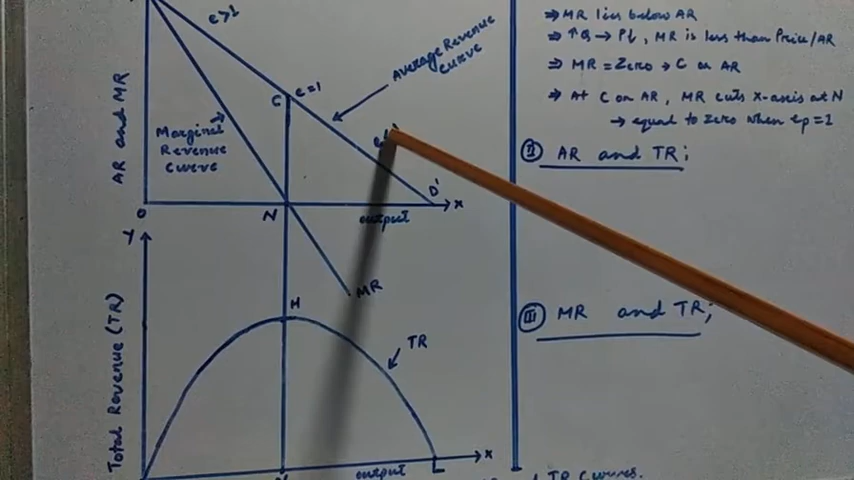 e>1
C e=1
Average Revenue
curve
AR and MR
Marginal
Revenue
curve
D'
O
N
output
x
MR
Y
H
TR
Total Revenue (TR)
output
L
x
⇒ MR lies below AR
⇒ ↑Q → P↓, MR is less than Price/AR
⇒ MR = Zero → C on AR
⇒ At C on AR, MR cuts X-axis at N
→ equal to zero when ep=1
II AR and TR;
III MR and TR;
TR curves.